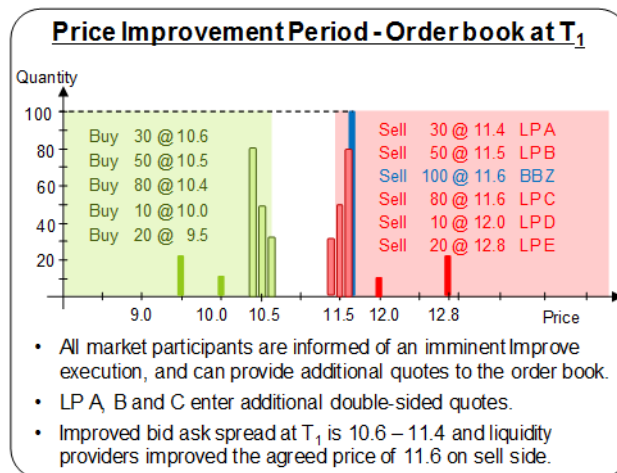 Price Improvement Period - Order book at T1
Quantity
100
80
60
40
20
Buy 30 @ 10.6
Buy 50 @ 10.5
Buy 80 @ 10.4
Buy 10 @ 10.0
Buy 20 @ 9.5
Sell 30 @ 11.4 LPA
Sell 50 @ 11.5 LPB
Sell 100 @ 11.6 BBZ
Sell 80 @ 11.6 LPC
Sell 10 @ 12.0 LPD
Sell 20 @ 12.8 LPE
9.0 10.0 10.5 11.5 12.0 12.8 Price
• All market participants are informed of an imminent Improve
execution, and can provide additional quotes to the order book.
• LP A, B and C enter additional double-sided quotes.
• Improved bid ask spread at T1 is 10.6 – 11.4 and liquidity
providers improved the agreed price of 11.6 on sell side.